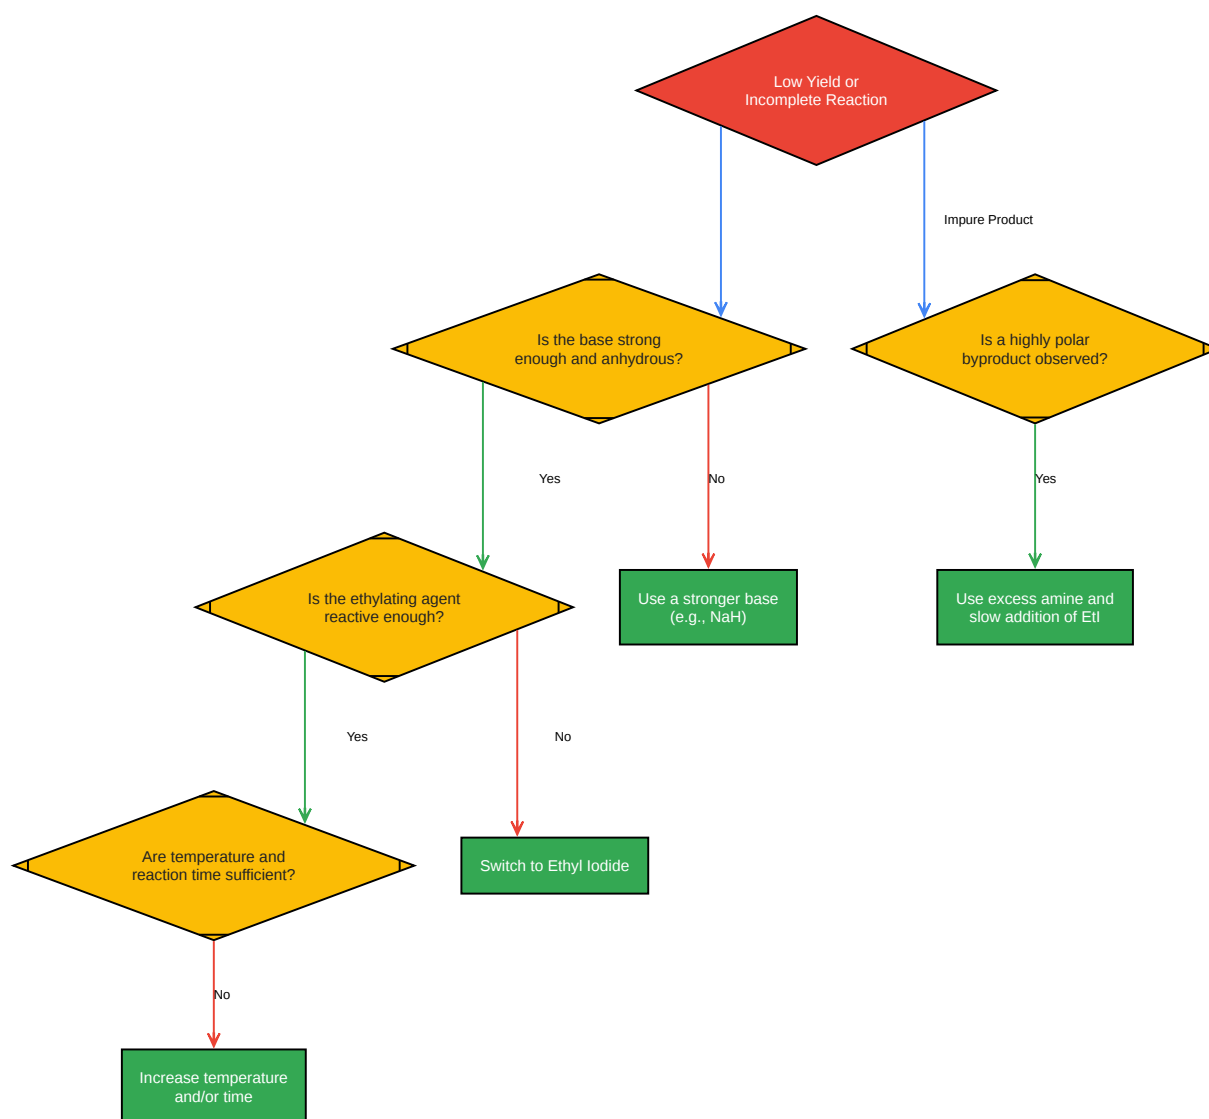 Low Yield or
Incomplete Reaction
Impure Product
Is the base strong
enough and anhydrous?
Is a highly polar
byproduct observed?
Yes
No
Yes
Is the ethylating agent
reactive enough?
Use a stronger base
(e.g., NaH)
Use excess amine and
slow addition of EtI
Yes
No
Are temperature and
reaction time sufficient?
Switch to Ethyl Iodide
No
Increase temperature
and/or time